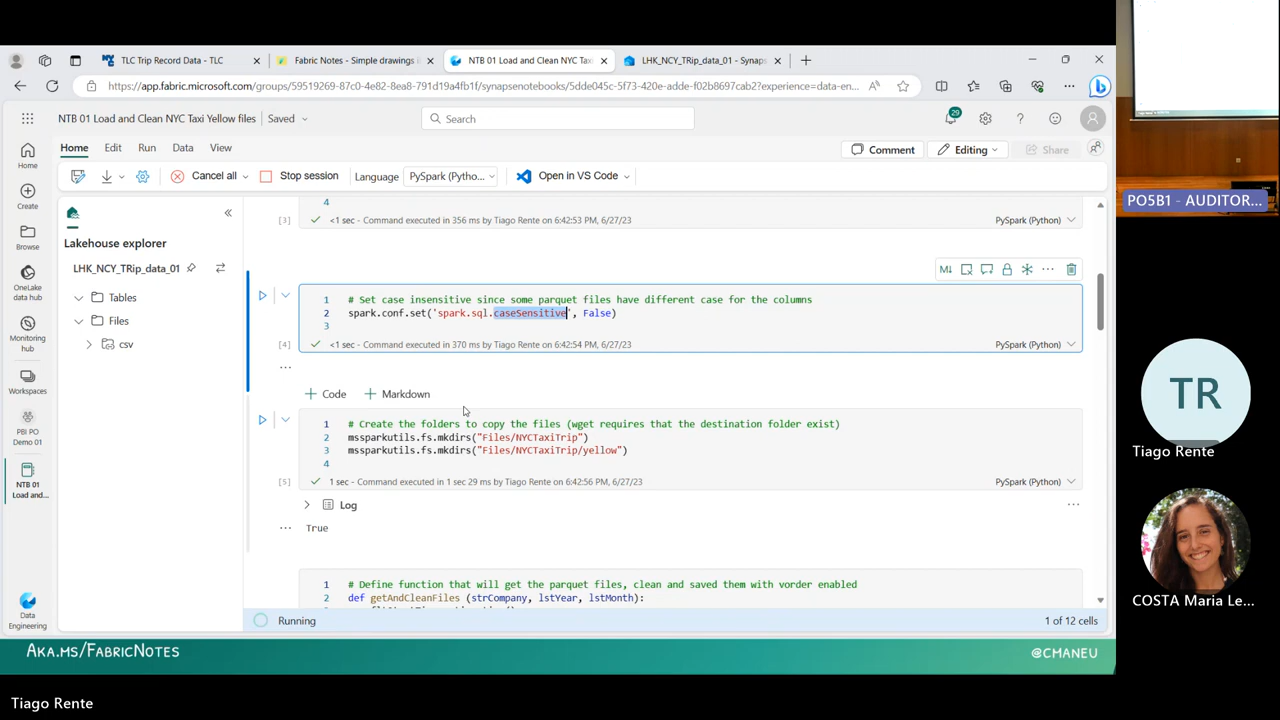 TLC Trip Record Data - TLC
Fabric Notes - Simple drawings i
NTB 01 Load and Clean NYC Taxi
LHK_NCY_TRip_data_01 - Synaps
https://app.fabric.microsoft.com/groups/59519269-87c0-4e82-8ea8-791d19a4fb1f/synapsenotebooks/5dde045c-5f73-420e-adde-f02b8697cab2?experience=data-en...
NTB 01 Load and Clean NYC Taxi Yellow files
Saved
Search
29
Home Edit Run Data View
Comment
Editing
Share
Cancel all
Stop session
Language
PySpark (Pytho...
Open in VS Code
Home
Create
Browse
OneLake
data hub
Monitoring
hub
Workspaces
PBI PO
Demo 01
NTB 01
Load and...
Data
Engineering
Lakehouse explorer
LHK_NCY_TRip_data_01
Tables
Files
csv
4
[3]
<1 sec - Command executed in 356 ms by Tiago Rente on 6:42:53 PM, 6/27/23
PySpark (Python)
M↓
1 # Set case insensitive since some parquet files have different case for the columns
2 spark.conf.set('spark.sql.caseSensitive', False)
3
[4]
<1 sec - Command executed in 370 ms by Tiago Rente on 6:42:54 PM, 6/27/23
PySpark (Python)
+ Code + Markdown
1 # Create the folders to copy the files (wget requires that the destination folder exist)
2 mssparkutils.fs.mkdirs("Files/NYCTaxiTrip")
3 mssparkutils.fs.mkdirs("Files/NYCTaxiTrip/yellow")
4
[5]
1 sec - Command executed in 1 sec 29 ms by Tiago Rente on 6:42:56 PM, 6/27/23
PySpark (Python)
Log
True
1 # Define function that will get the parquet files, clean and saved them with vorder enabled
2 def getAndCleanFiles (strCompany, lstYear, lstMonth):
Running
1 of 12 cells
Aka.ms/FabricNotes
@cmaneu
Tiago Rente
PO5B1 - AUDITOR...
TR
Tiago Rente
COSTA Maria Le...